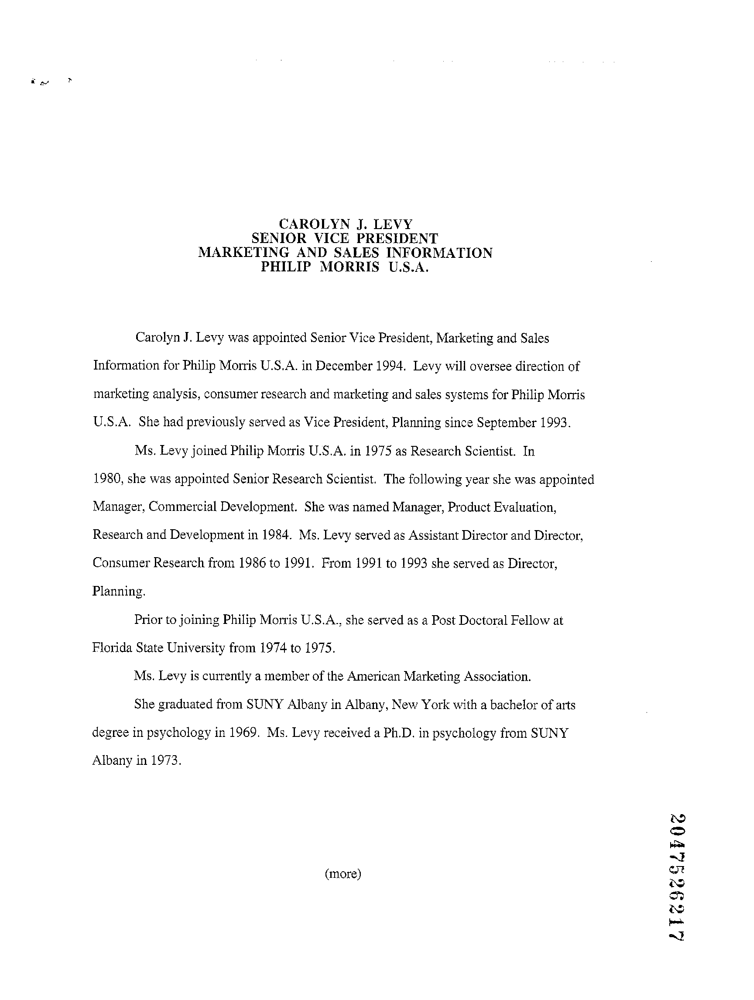 CAROLYN J. LEVY
SENIOR VICE PRESIDENT
MARKETING AND SALES INFORMATION
PHILIP MORRIS U.S.A.
Carolyn J. Levy was appointed Senior Vice President, Marketing and Sales
Information for Philip Morris U.S.A. in December 1994. Levy will oversee direction of
marketing analysis, consumer research and marketing and sales systems for Philip Morris
U.S.A. She had previously served as Vice President, Planning since September 1993.
Ms. Levy joined Philip Morris U.S.A. in 1975 as Research Scientist. In
1980, she was appointed Senior Research Scientist. The following year she was appointed
Manager, Commercial Development. She was named Manager, Product Evaluation,
Research and Development in 1984. Ms. Levy served as Assistant Director and Director,
Consumer Research from 1986 to 1991. From 1991 to 1993 she served as Director,
Planning.
Prior to joining Philip Morris U.S.A., she served as a Post Doctoral Fellow at
Florida State University from 1974 to 1975.
Ms. Levy is currently a member of the American Marketing Association.
She graduated from SUNY Albany in Albany, New York with a bachelor of arts
degree in psychology in 1969. Ms. Levy received a Ph.D. in psychology from SUNY
Albany in 1973.
(more)
2047526217